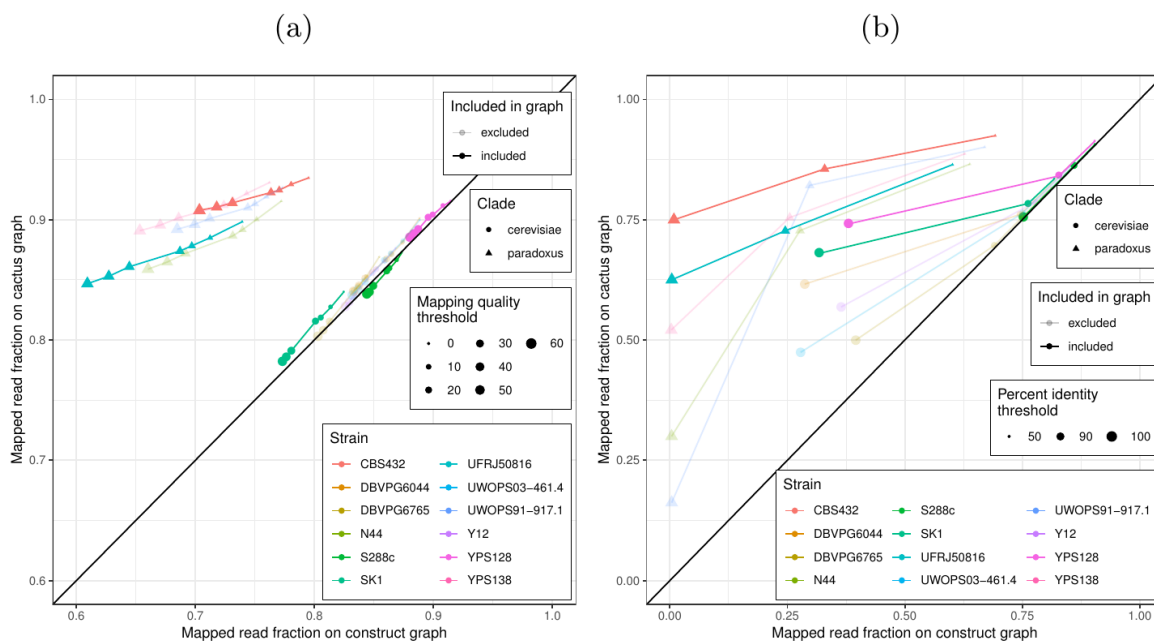 (a)
(b)
1.0
0.9
0.8
0.7
0.6
0.6
0.7
0.8
0.9
1.0
Mapped read fraction on cactus graph
Mapped read fraction on construct graph
Included in graph
excluded
included
Clade
cerevisiae
paradoxus
Mapping quality
threshold
0 30 60
10 40
20 50
Strain
CBS432 UFRJ50816
DBVPG6044 UWOPS03-461.4
DBVPG6765 UWOPS91-917.1
N44 Y12
S288c YPS128
SK1 YPS138
1.00
0.75
0.50
0.25
0.00
0.00
0.25
0.50
0.75
1.00
Mapped read fraction on cactus graph
Mapped read fraction on construct graph
Clade
cerevisiae
paradoxus
Included in graph
excluded
included
Percent identity
threshold
50 90 100
Strain
CBS432 S288c UWOPS91-917.1
DBVPG6044 SK1 Y12
DBVPG6765 UFRJ50816 YPS128
N44 UWOPS03-461.4 YPS138